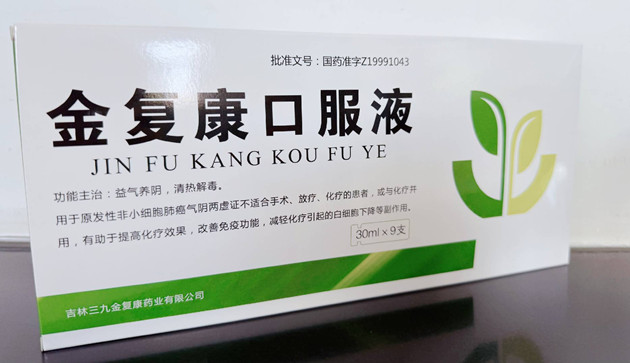 批准文号：国药准字Z19991043
金复康口服液
JIN FU KANG KOU FU YE
功能主治：益气养阴，清热解毒。
用于原发性非小细胞肺癌气阴两虚证不适合手术、放疗、化疗的患者，或与化疗并
用，有助于提高化疗效果，改善免疫功能，减轻化疗引起的白细胞下降等副作用。
30ml×9支
吉林三九金复康药业有限公司